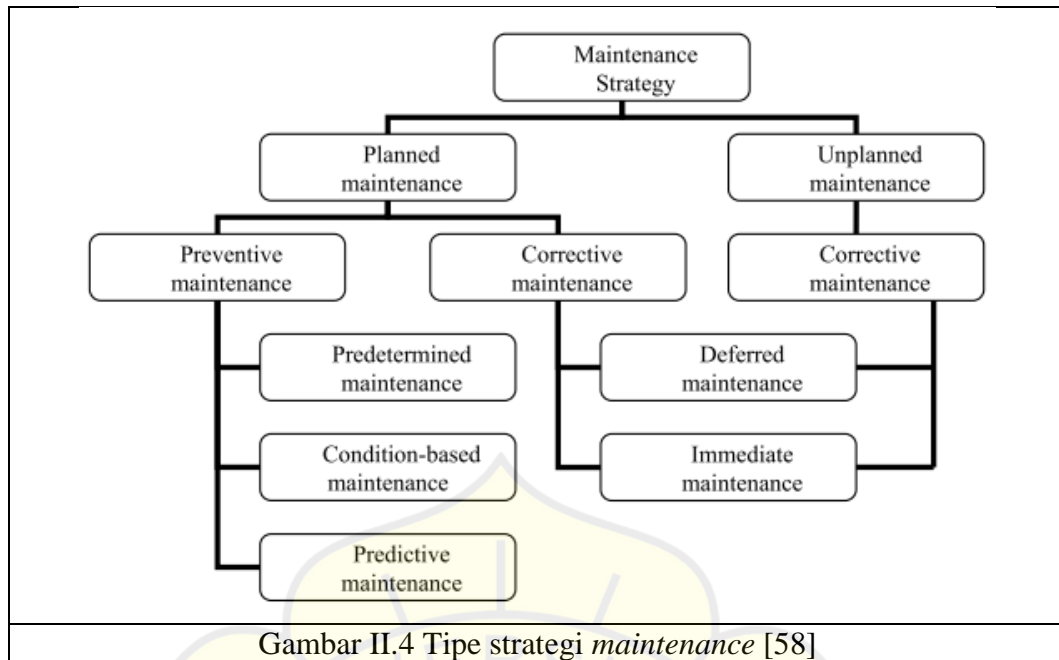 Maintenance
Strategy
Planned
maintenance
Unplanned
maintenance
Preventive
maintenance
Corrective
maintenance
Corrective
maintenance
Predetermined
maintenance
Deferred
maintenance
Condition-based
maintenance
Immediate
maintenance
Predictive
maintenance
Gambar II.4 Tipe strategi maintenance [58]